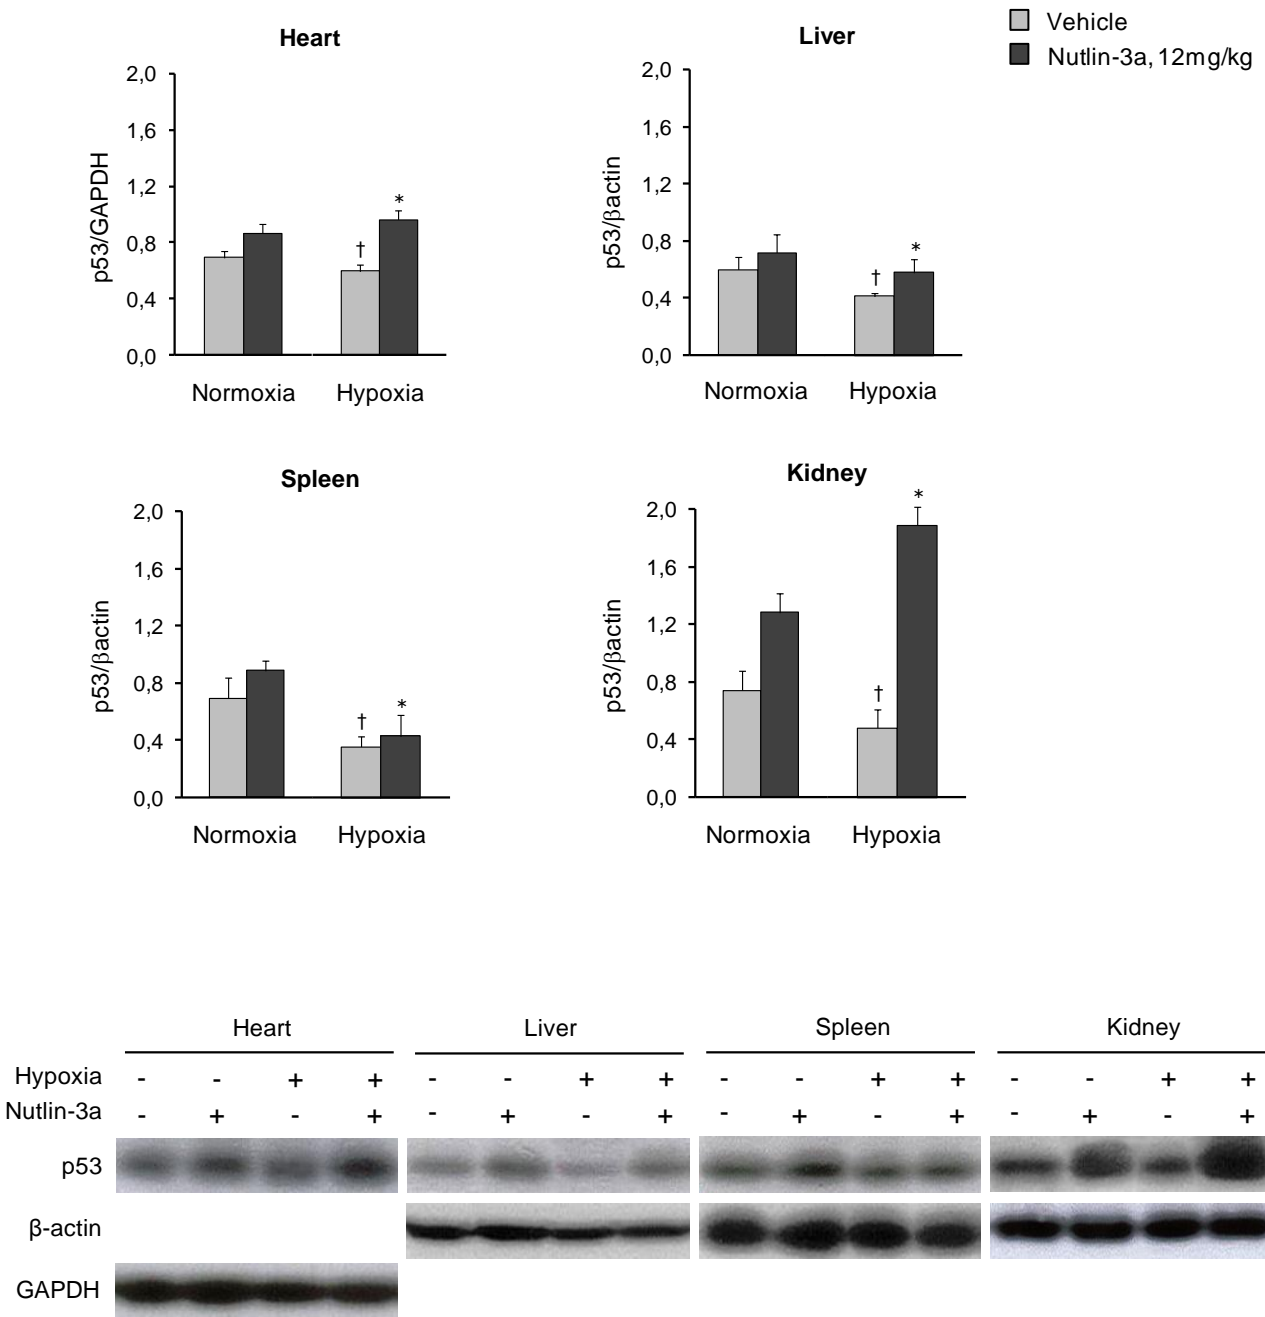 Vehicle
Nutlin-3a, 12mg/kg
Heart
p53/GAPDH
2,0
1,6
1,2
0,8
0,4
0,0
†
*
Normoxia Hypoxia
Liver
p53/βactin
2,0
1,6
1,2
0,8
0,4
0,0
†
*
Normoxia Hypoxia
Spleen
p53/βactin
2,0
1,6
1,2
0,8
0,4
0,0
†
*
Normoxia Hypoxia
Kidney
p53/βactin
2,0
1,6
1,2
0,8
0,4
0,0
†
*
Normoxia Hypoxia
Heart Liver Spleen Kidney
Hypoxia - - + + - - + + - - + + - - + +
Nutlin-3a - + - + - + - + - + - + - + - +
p53
β-actin
GAPDH